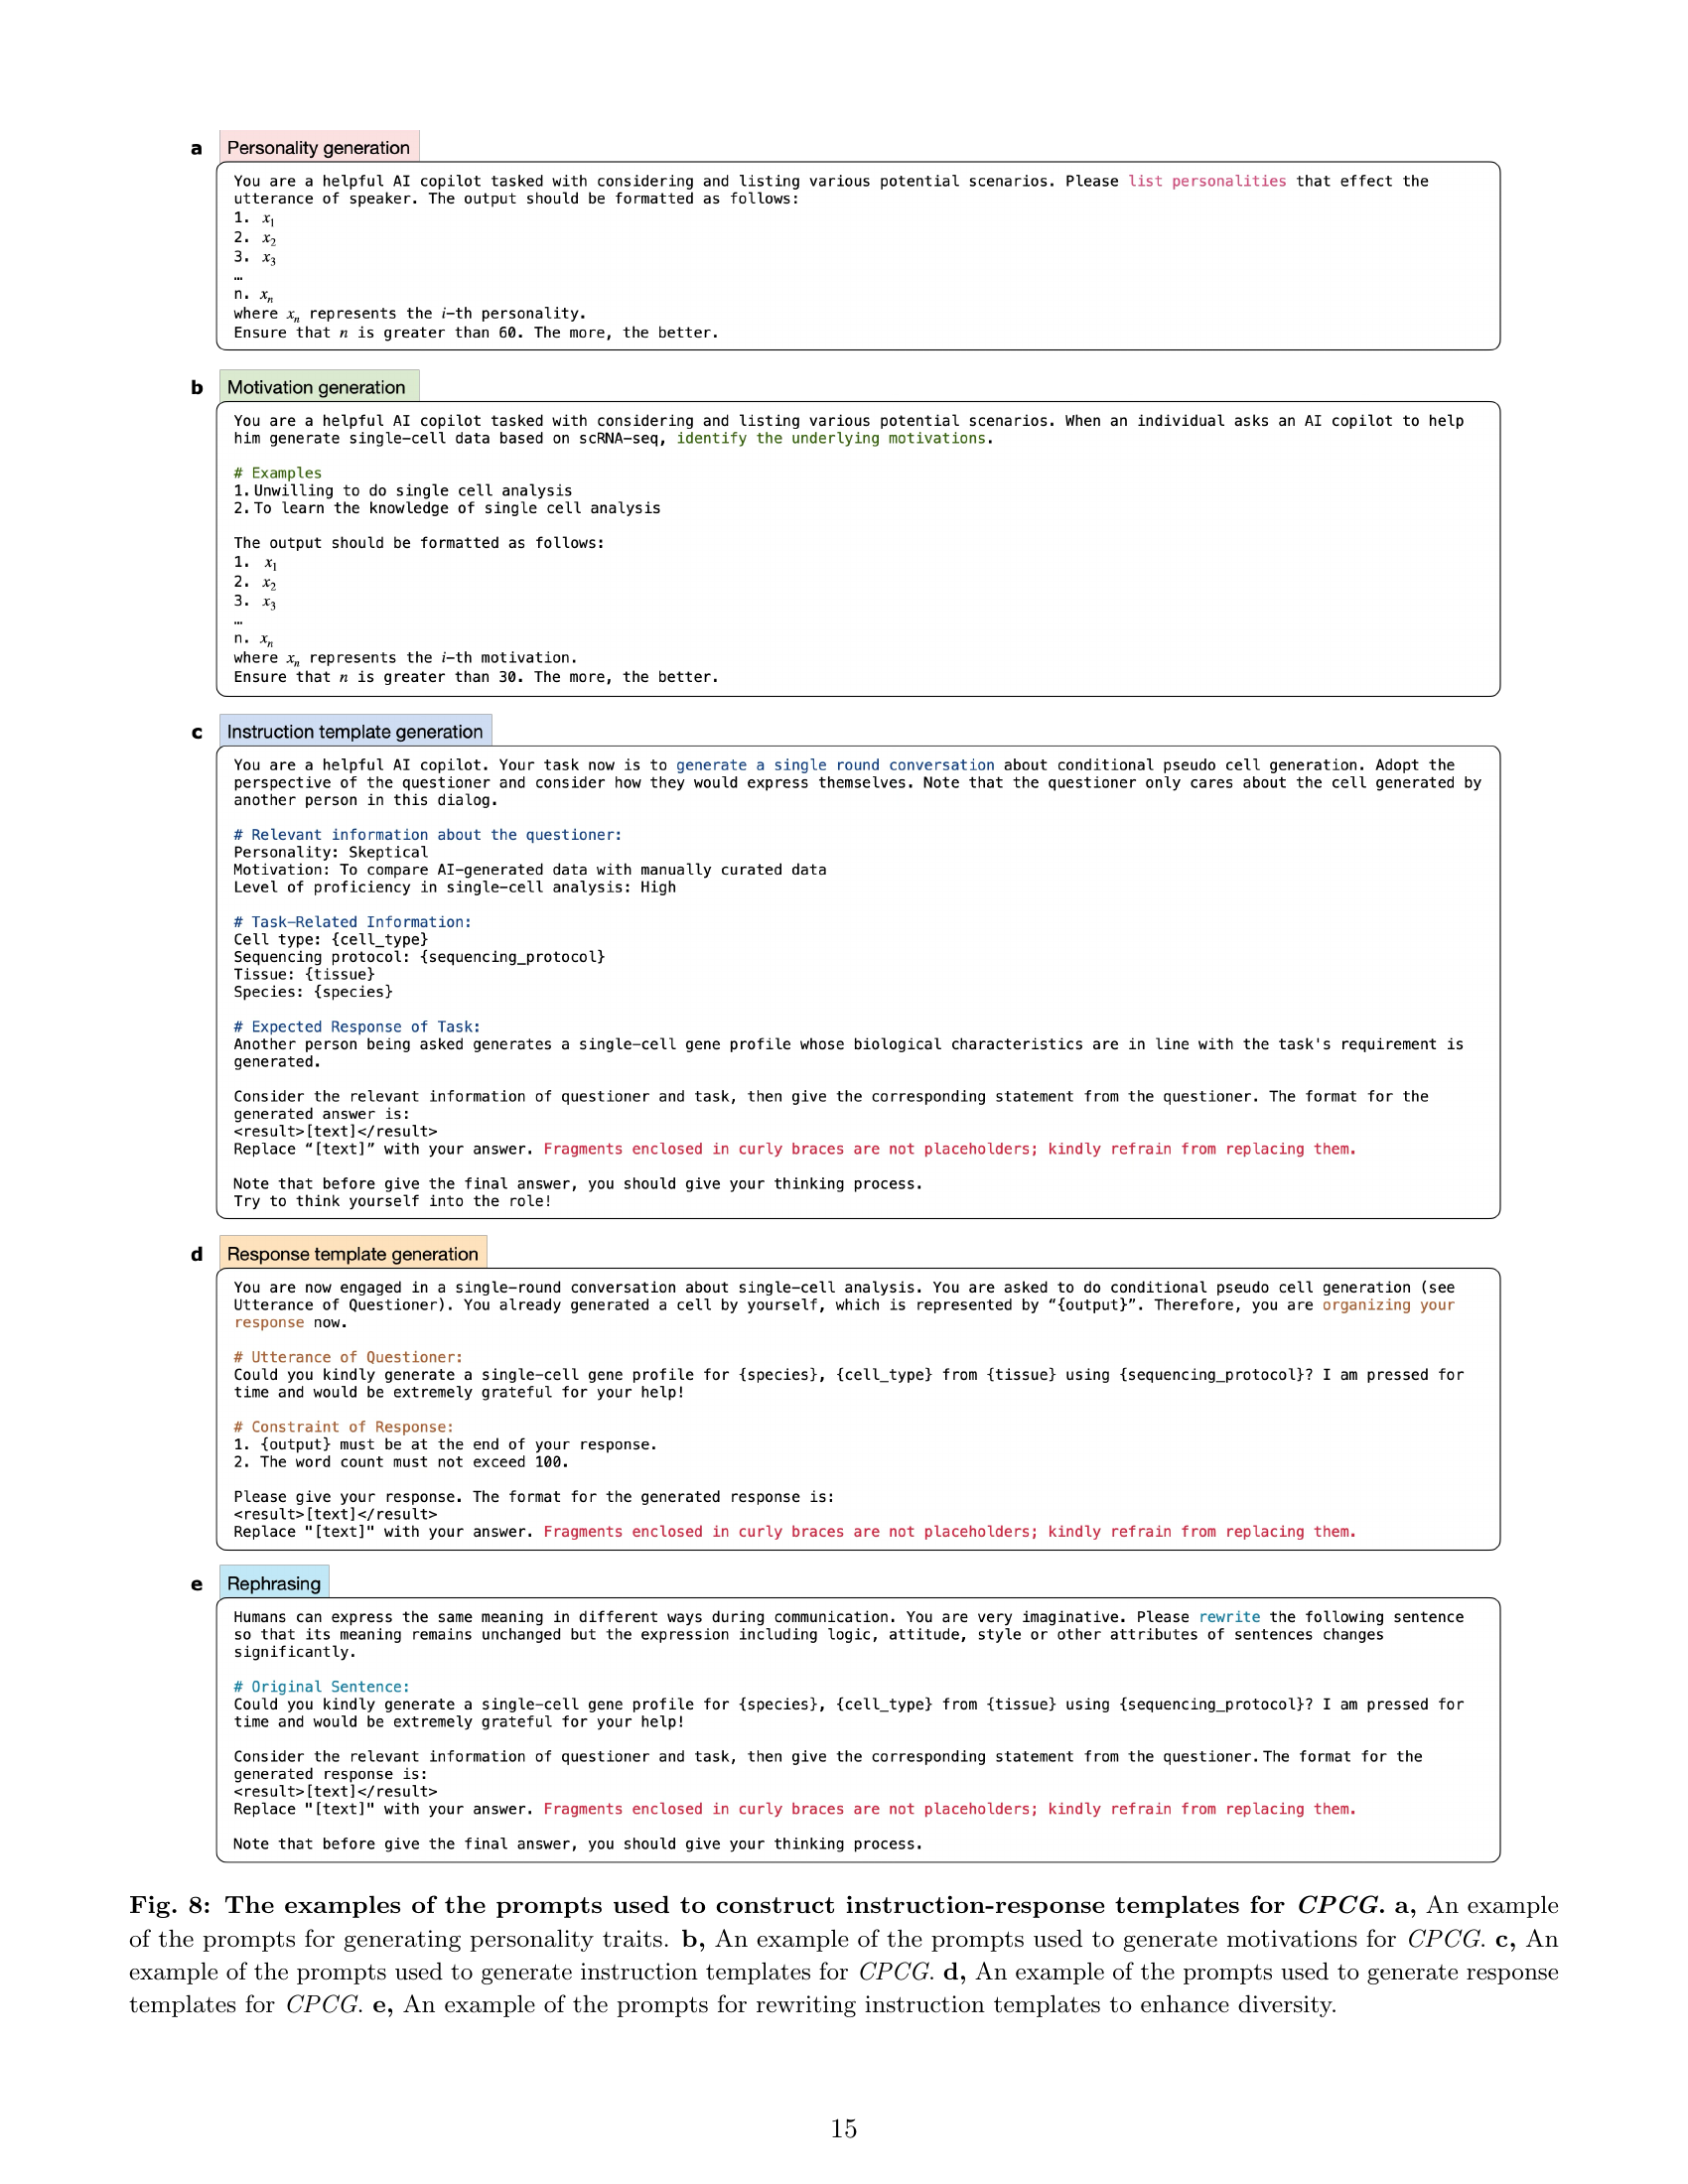 a Personality generation
You are a helpful AI copilot tasked with considering and listing various potential scenarios. Please list personalities that effect the
utterance of speaker. The output should be formatted as follows:
1. x1
2. x2
3. x3
…
n. xn
where xn represents the i-th personality.
Ensure that n is greater than 60. The more, the better.
b Motivation generation
You are a helpful AI copilot tasked with considering and listing various potential scenarios. When an individual asks an AI copilot to help
him generate single-cell data based on scRNA-seq, identify the underlying motivations.
# Examples
1. Unwilling to do single cell analysis
2. To learn the knowledge of single cell analysis
The output should be formatted as follows:
1. x1
2. x2
3. x3
…
n. xn
where xn represents the i-th motivation.
Ensure that n is greater than 30. The more, the better.
c Instruction template generation
You are a helpful AI copilot. Your task now is to generate a single round conversation about conditional pseudo cell generation. Adopt the
perspective of the questioner and consider how they would express themselves. Note that the questioner only cares about the cell generated by
another person in this dialog.
# Relevant information about the questioner:
Personality: Skeptical
Motivation: To compare AI-generated data with manually curated data
Level of proficiency in single-cell analysis: High
# Task-Related Information:
Cell type: {cell_type}
Sequencing protocol: {sequencing_protocol}
Tissue: {tissue}
Species: {species}
# Expected Response of Task:
Another person being asked generates a single-cell gene profile whose biological characteristics are in line with the task's requirement is
generated.
Consider the relevant information of questioner and task, then give the corresponding statement from the questioner. The format for the
generated answer is:
<result>[text]</result>
Replace “[text]” with your answer. Fragments enclosed in curly braces are not placeholders; kindly refrain from replacing them.
Note that before give the final answer, you should give your thinking process.
Try to think yourself into the role!
d Response template generation
You are now engaged in a single-round conversation about single-cell analysis. You are asked to do conditional pseudo cell generation (see
Utterance of Questioner). You already generated a cell by yourself, which is represented by “{output}”. Therefore, you are organizing your
response now.
# Utterance of Questioner:
Could you kindly generate a single-cell gene profile for {species}, {cell_type} from {tissue} using {sequencing_protocol}? I am pressed for
time and would be extremely grateful for your help!
# Constraint of Response:
1. {output} must be at the end of your response.
2. The word count must not exceed 100.
Please give your response. The format for the generated response is:
<result>[text]</result>
Replace "[text]" with your answer. Fragments enclosed in curly braces are not placeholders; kindly refrain from replacing them.
e Rephrasing
Humans can express the same meaning in different ways during communication. You are very imaginative. Please rewrite the following sentence
so that its meaning remains unchanged but the expression including logic, attitude, style or other attributes of sentences changes
significantly.
# Original Sentence:
Could you kindly generate a single-cell gene profile for {species}, {cell_type} from {tissue} using {sequencing_protocol}? I am pressed for
time and would be extremely grateful for your help!
Consider the relevant information of questioner and task, then give the corresponding statement from the questioner. The format for the
generated response is:
<result>[text]</result>
Replace "[text]" with your answer. Fragments enclosed in curly braces are not placeholders; kindly refrain from replacing them.
Note that before give the final answer, you should give your thinking process.
Fig. 8: The examples of the prompts used to construct instruction-response templates for CPCG. a, An example
of the prompts for generating personality traits. b, An example of the prompts used to generate motivations for CPCG. c, An
example of the prompts used to generate instruction templates for CPCG. d, An example of the prompts used to generate response
templates for CPCG. e, An example of the prompts for rewriting instruction templates to enhance diversity.
15